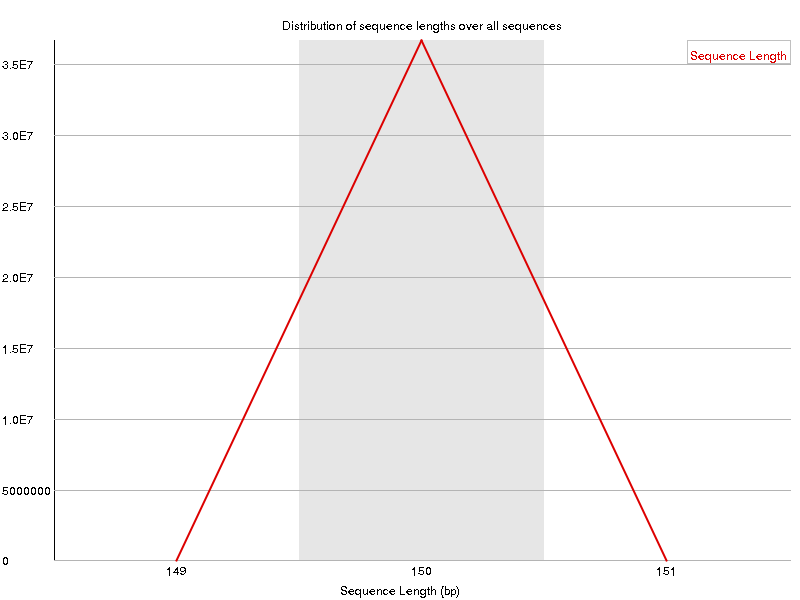 Distribution of sequence lengths over all sequences
Sequence Length
3.5E7
3.0E7
2.5E7
2.0E7
1.5E7
1.0E7
5000000
0
149 150 151
Sequence Length (bp)